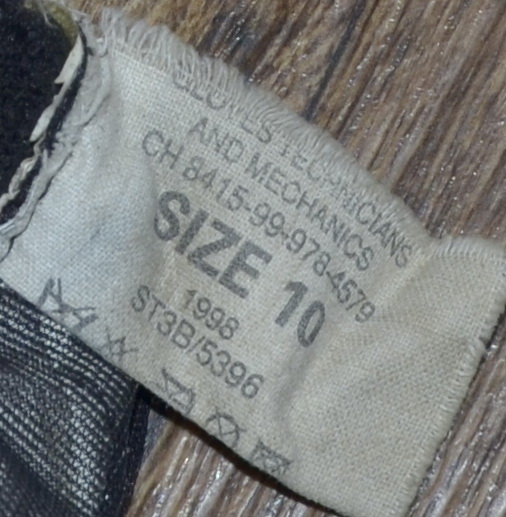 GLOVES TECHNICIANS
AND MECHANICS
CH 8415-99-978-4579
SIZE 10
1998
ST3B/5396